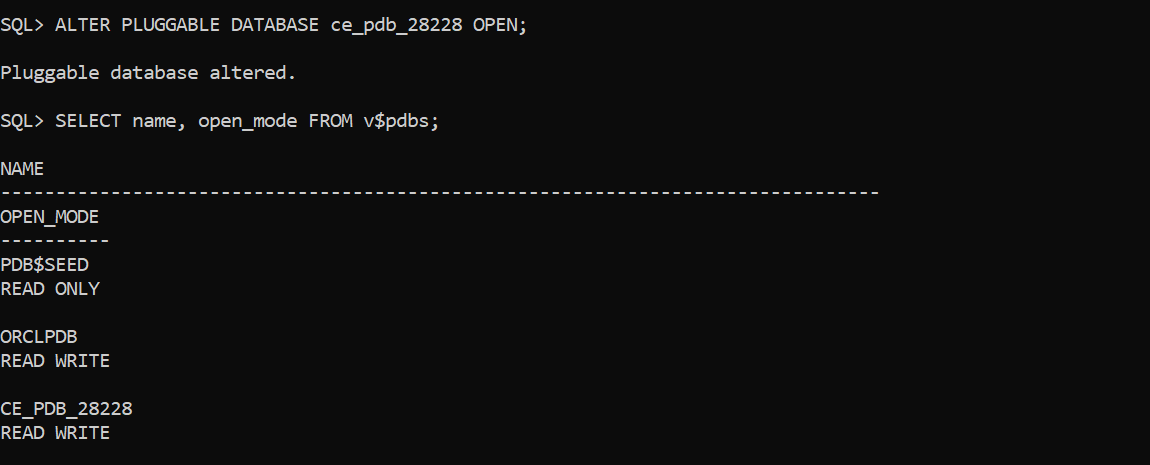 SQL> ALTER PLUGGABLE DATABASE ce_pdb_28228 OPEN;
Pluggable database altered.
SQL> SELECT name, open_mode FROM v$pdbs;
NAME
--------------------------------------------------------------------------------
OPEN_MODE
----------
PDB$SEED
READ ONLY
ORCLPDB
READ WRITE
CE_PDB_28228
READ WRITE